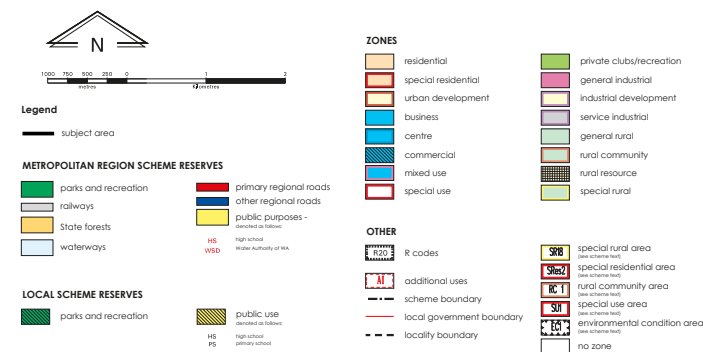 N
1000 750 500 250 0 1 2
metres kilometres
Legend
subject area
METROPOLITAN REGION SCHEME RESERVES
parks and recreation
railways
State forests
waterways
primary regional roads
other regional roads
public purposes -
denoted as follows:
HS high school
WSD Water Authority of WA
LOCAL SCHEME RESERVES
parks and recreation
public use
denoted as follows:
HS high school
PS primary school
ZONES
residential
special residential
urban development
business
centre
commercial
mixed use
special use
private clubs/recreation
general industrial
industrial development
service industrial
general rural
rural community
rural resource
special rural
OTHER
R20 R codes
A1 additional uses
scheme boundary
local government boundary
locality boundary
SR18 special rural area
(see scheme text)
SRes2 special residential area
(see scheme text)
RC 1 rural community area
(see scheme text)
SU1 special use area
(see scheme text)
EC1 environmental condition area
(see scheme text)
no zone